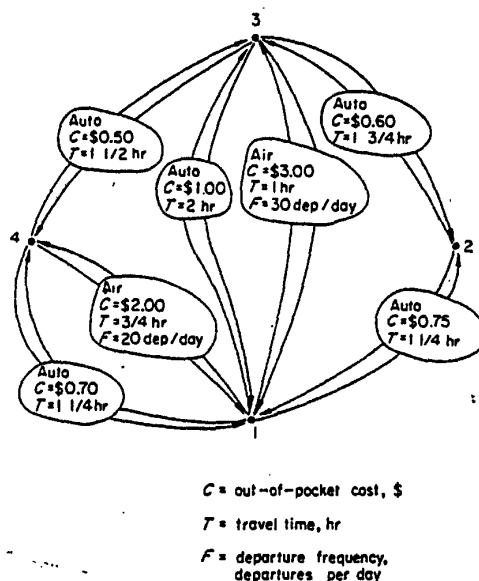 3
Auto
C=$0.50
T=1 1/2 hr
Auto
C=$1.00
T=2 hr
Air
C=$3.00
T=1hr
F=30 dep/day
Auto
C=$0.60
T=1 3/4 hr
4
2
Air
C=$2.00
T=3/4 hr
F=20 dep/day
Auto
C=$0.75
T=1 1/4 hr
Auto
C=$0.70
T=1 1/4 hr
1
C = out-of-pocket cost, $
T = travel time, hr
F = departure frequency,
departures per day